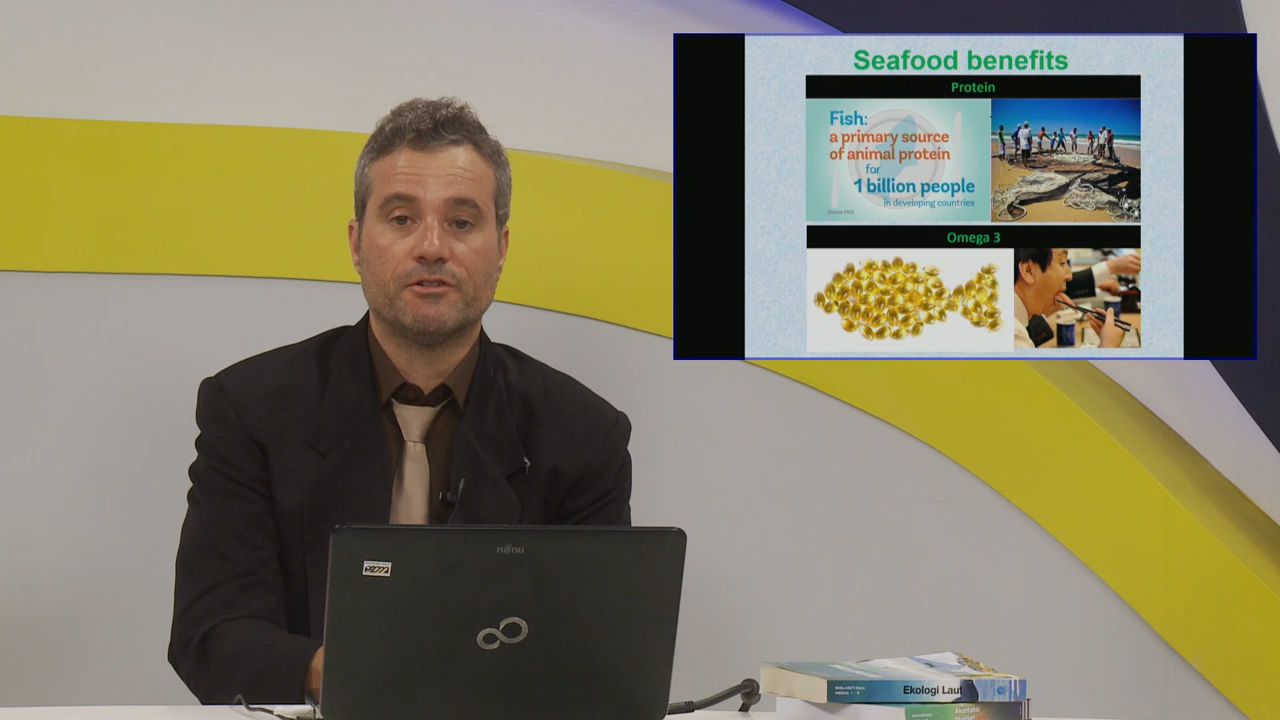 Seafood benefits
Protein
Fish:
a primary source
of animal protein
for
1 billion people
in developing countries
Omega 3
FUJITSU
Ekologi Laut
Akuntansi